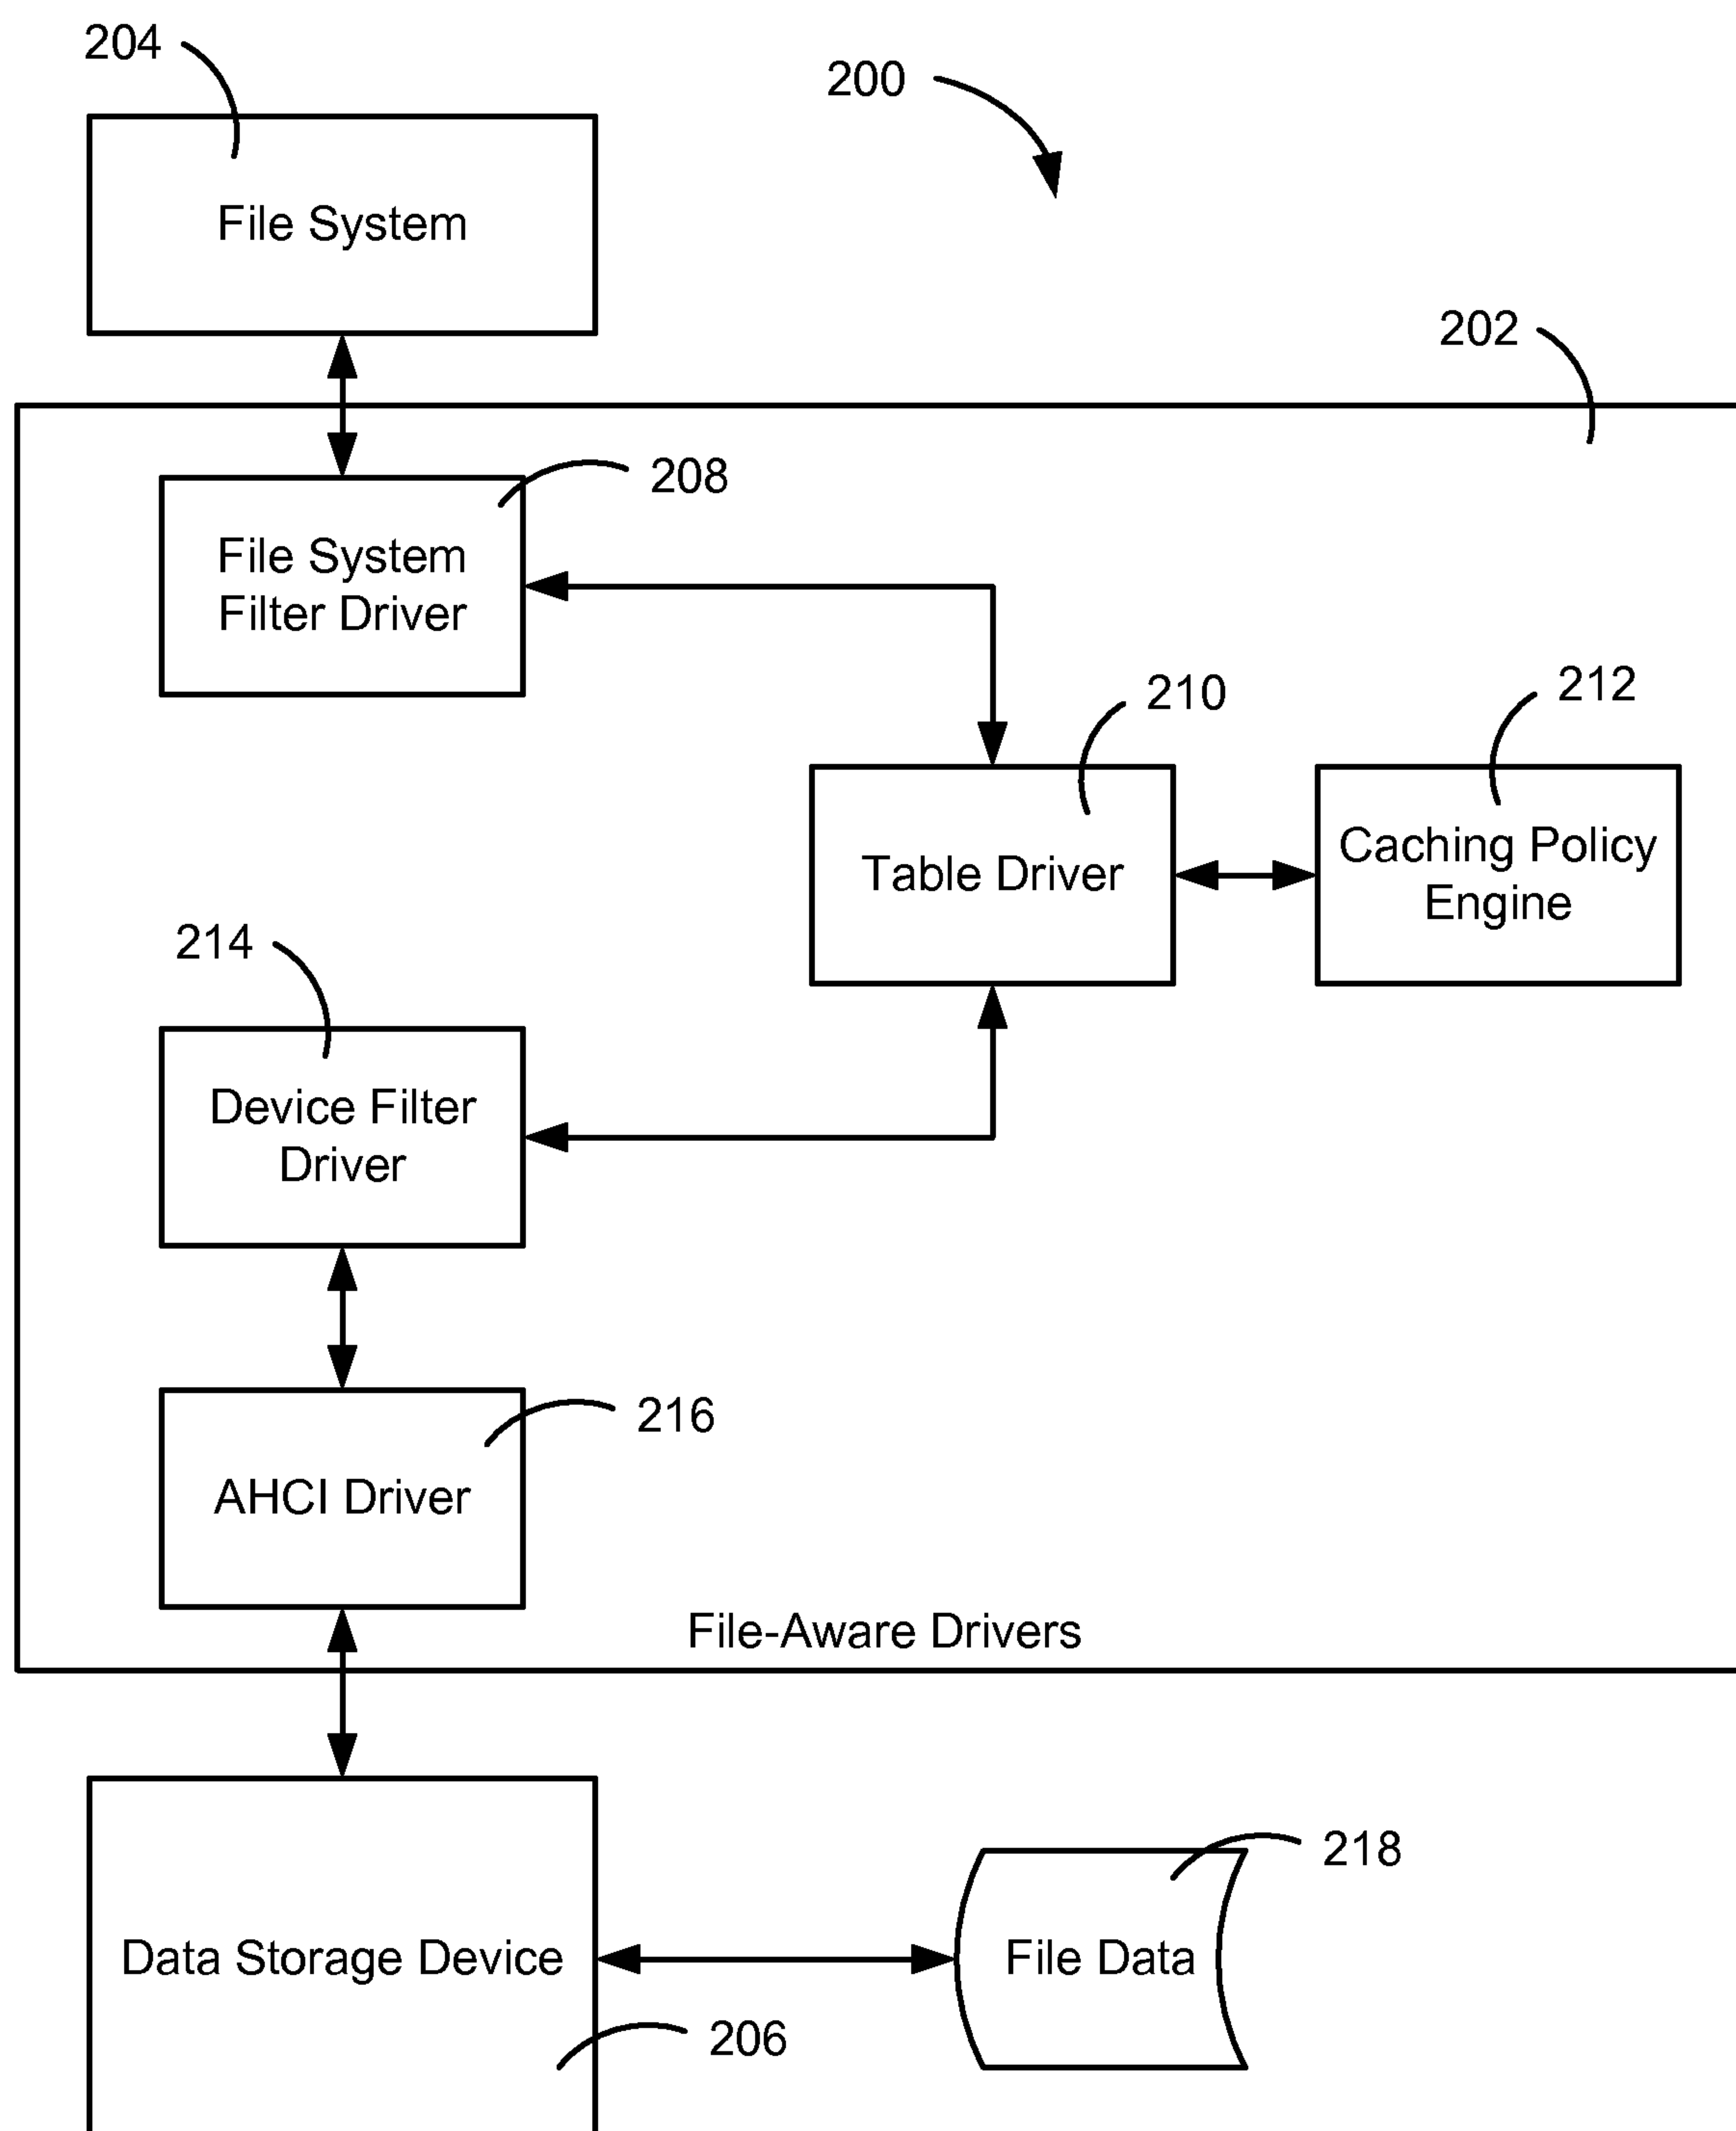 204
200
File System
202
208
File System
Filter Driver
210
212
Table Driver
Caching Policy
Engine
214
Device Filter
Driver
216
AHCI Driver
File-Aware Drivers
218
Data Storage Device
File Data
206